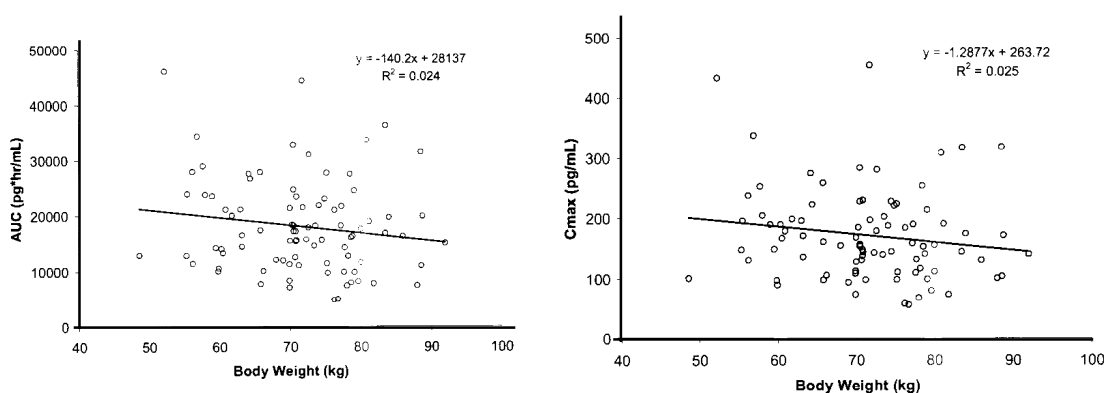 50000
40000
30000
20000
10000
0
AUC (pg*hr/mL)
y = -140.2x + 28137
R² = 0.024
40 50 60 70 80 90 100
Body Weight (kg)
500
400
300
200
100
0
Cmax (pg/mL)
y = -1.2877x + 263.72
R² = 0.025
40 50 60 70 80 90 100
Body Weight (kg)